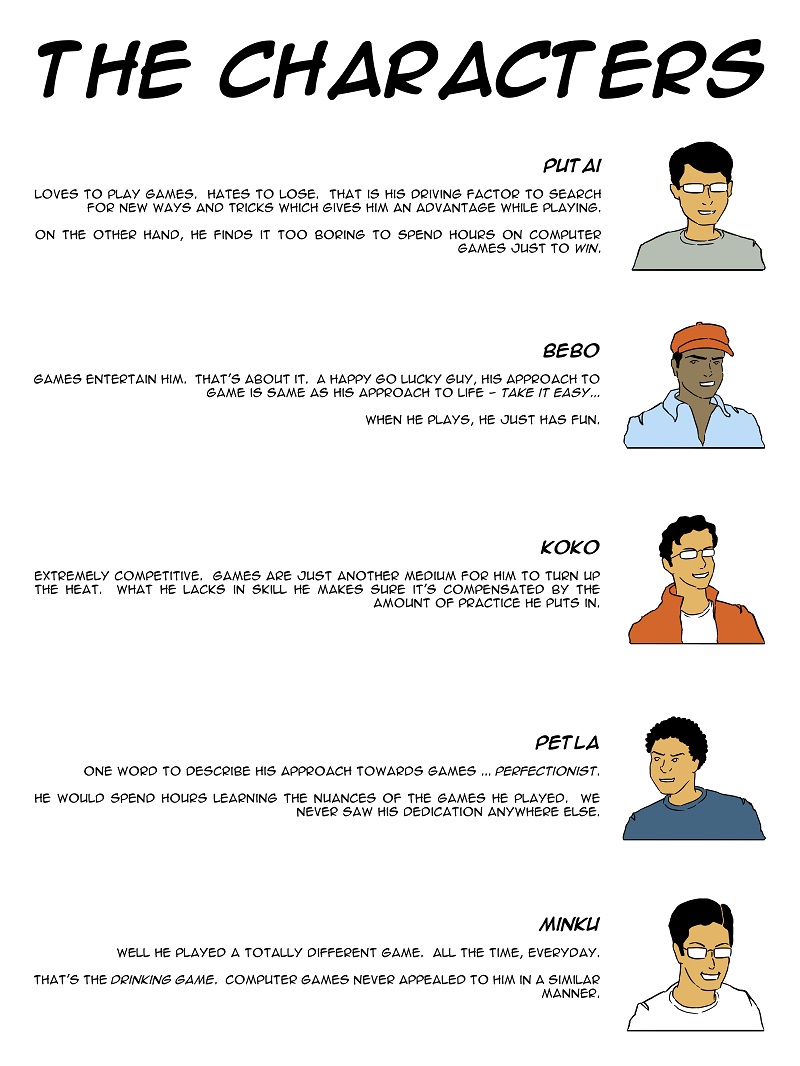 THE CHARACTERS
PUTAI
LOVES TO PLAY GAMES. HATES TO LOSE. THAT IS HIS DRIVING FACTOR TO SEARCH
FOR NEW WAYS AND TRICKS WHICH GIVES HIM AN ADVANTAGE WHILE PLAYING.
ON THE OTHER HAND, HE FINDS IT TOO BORING TO SPEND HOURS ON COMPUTER
GAMES JUST TO WIN.
BEBO
GAMES ENTERTAIN HIM. THAT'S ABOUT IT. A HAPPY GO LUCKY GUY, HIS APPROACH TO
GAME IS SAME AS HIS APPROACH TO LIFE - TAKE IT EASY...
WHEN HE PLAYS, HE JUST HAS FUN.
KOKO
EXTREMELY COMPETITIVE. GAMES ARE JUST ANOTHER MEDIUM FOR HIM TO TURN UP
THE HEAT. WHAT HE LACKS IN SKILL HE MAKES SURE IT'S COMPENSATED BY THE
AMOUNT OF PRACTICE HE PUTS IN.
PETLA
ONE WORD TO DESCRIBE HIS APPROACH TOWARDS GAMES ... PERFECTIONIST.
HE WOULD SPEND HOURS LEARNING THE NUANCES OF THE GAMES HE PLAYED. WE
NEVER SAW HIS DEDICATION ANYWHERE ELSE.
MINKU
WELL HE PLAYED A TOTALLY DIFFERENT GAME. ALL THE TIME, EVERYDAY.
THAT'S THE DRINKING GAME. COMPUTER GAMES NEVER APPEALED TO HIM IN A SIMILAR
MANNER.